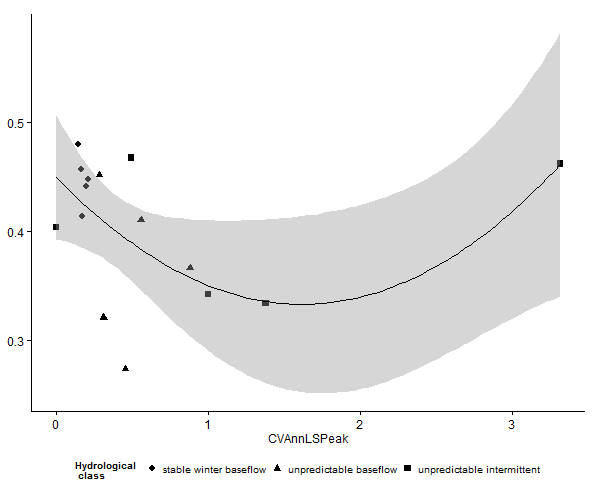 0.5
0.4
0.3
0 1 2 3
CVAnnLSPeak
Hydrological
class
stable winter baseflow unpredictable baseflow unpredictable intermittent